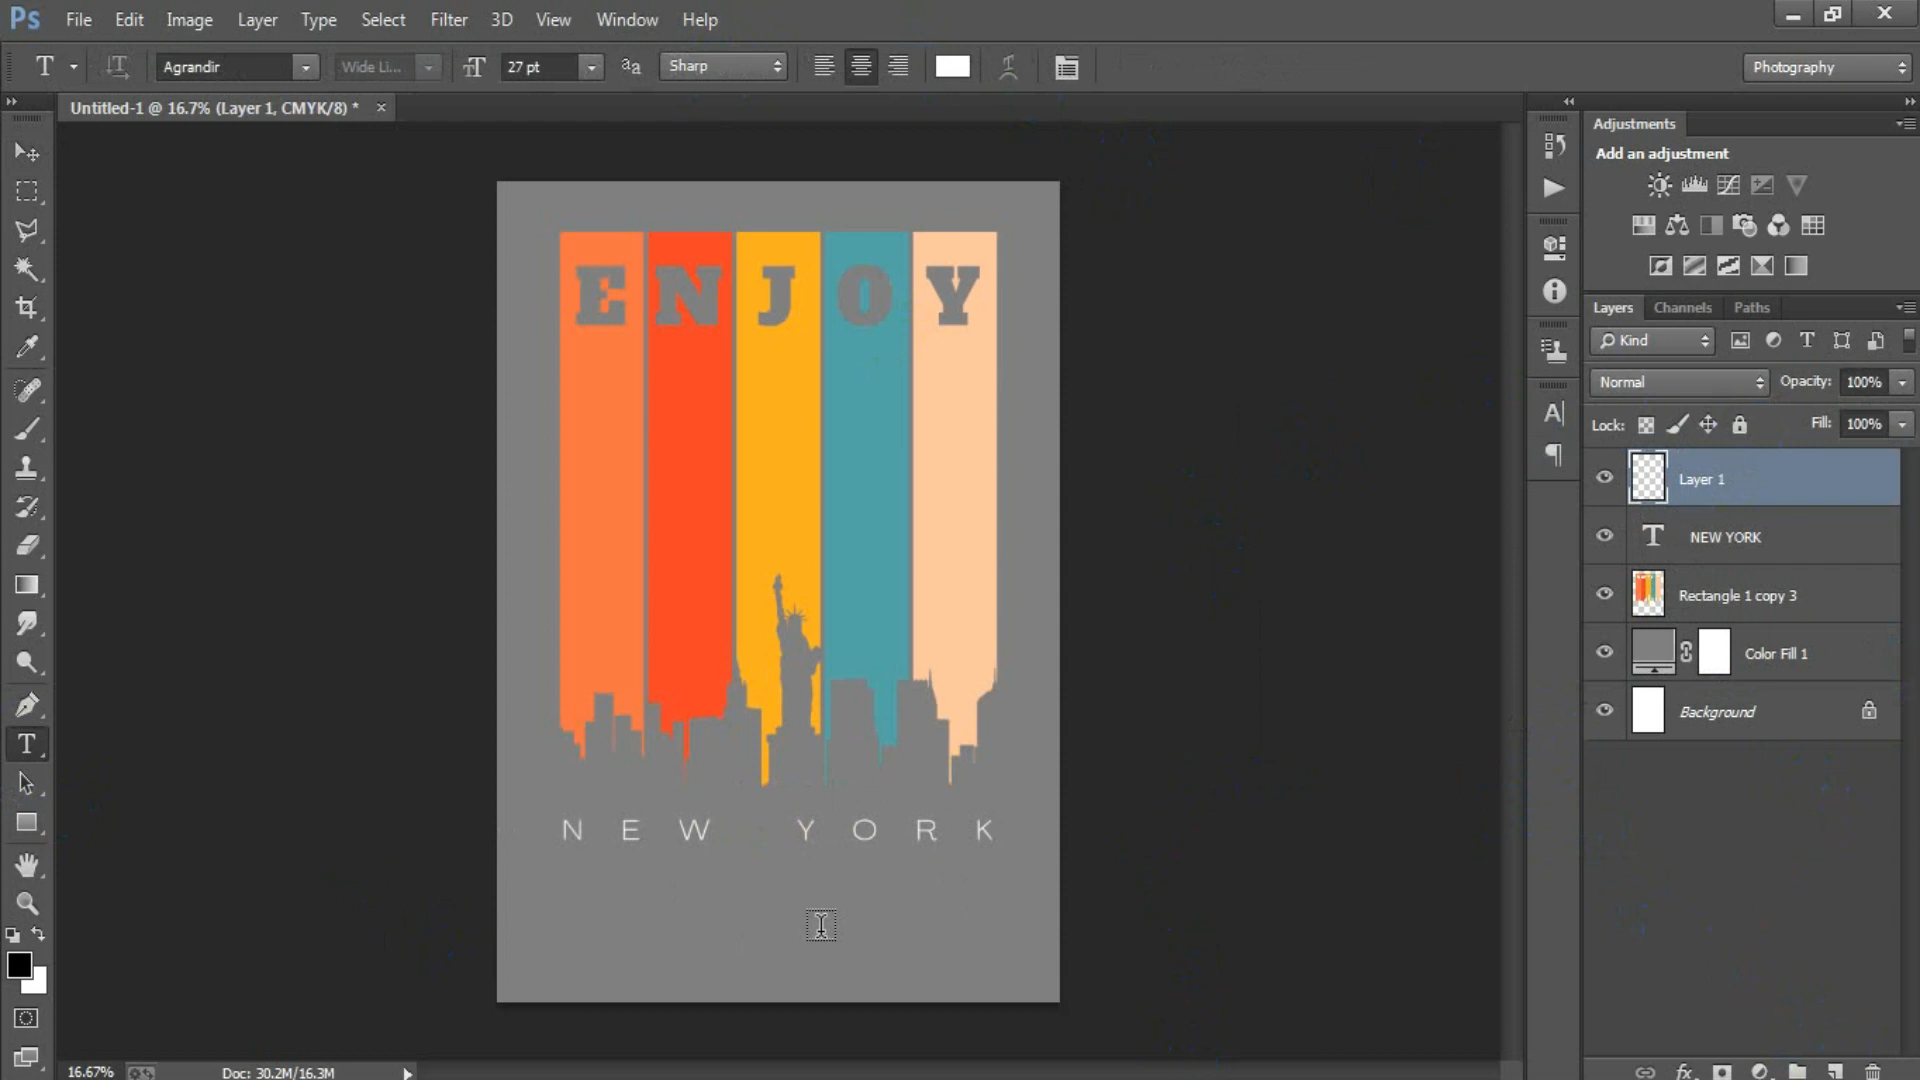 Ps File Edit Image Layer Type Select Filter 3D View Window Help
T Agrandir Wide Li... 27 pt aa Sharp Photography
Untitled-1 @ 16.7% (Layer 1, CMYK/8) * ×
Adjustments
Add an adjustment
ENJOY
Layers Channels Paths
Kind
Normal Opacity: 100%
Lock: Fill: 100%
Layer 1
NEW YORK
Rectangle 1 copy 3
Color Fill 1
Background
NEW YORK
16.67% Doc: 30.2M/16.3M